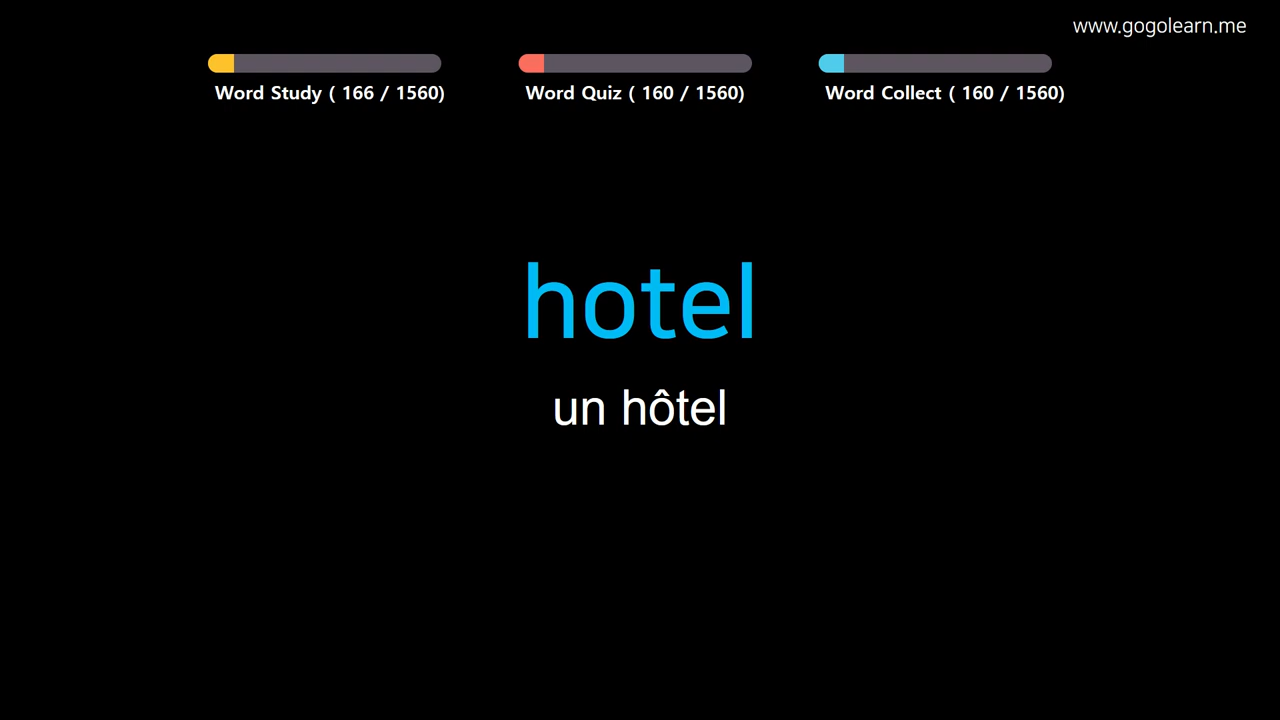 www.gogolearn.me
Word Study ( 166 / 1560)
Word Quiz ( 160 / 1560)
Word Collect ( 160 / 1560)
hotel
un hôtel